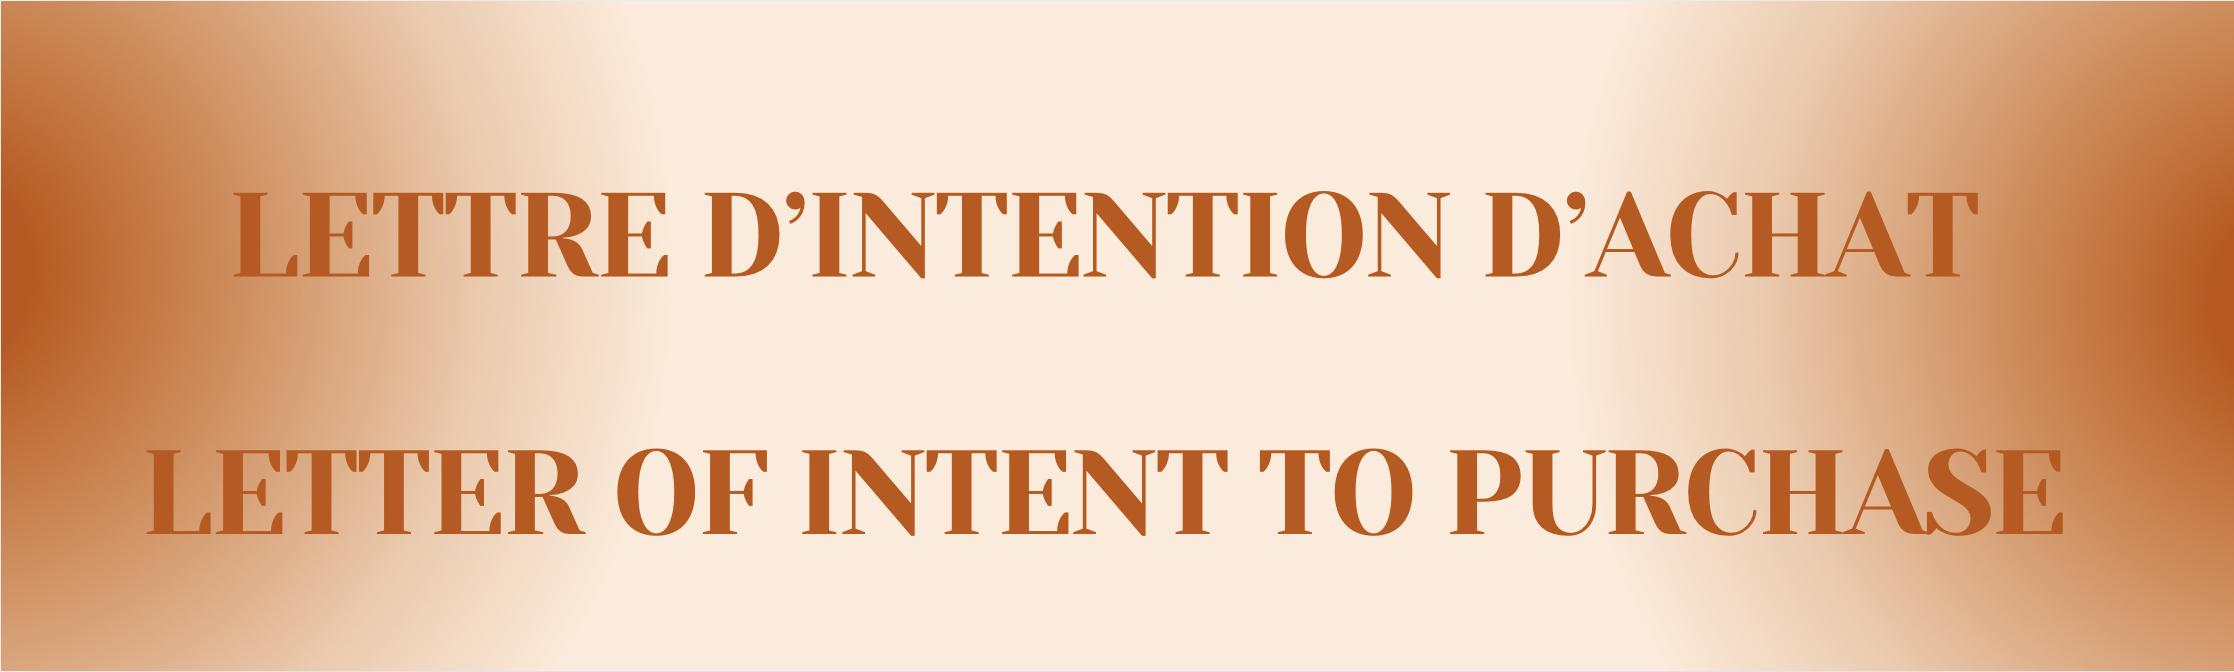 LETTRE D’INTENTION D’ACHAT
LETTER OF INTENT TO PURCHASE